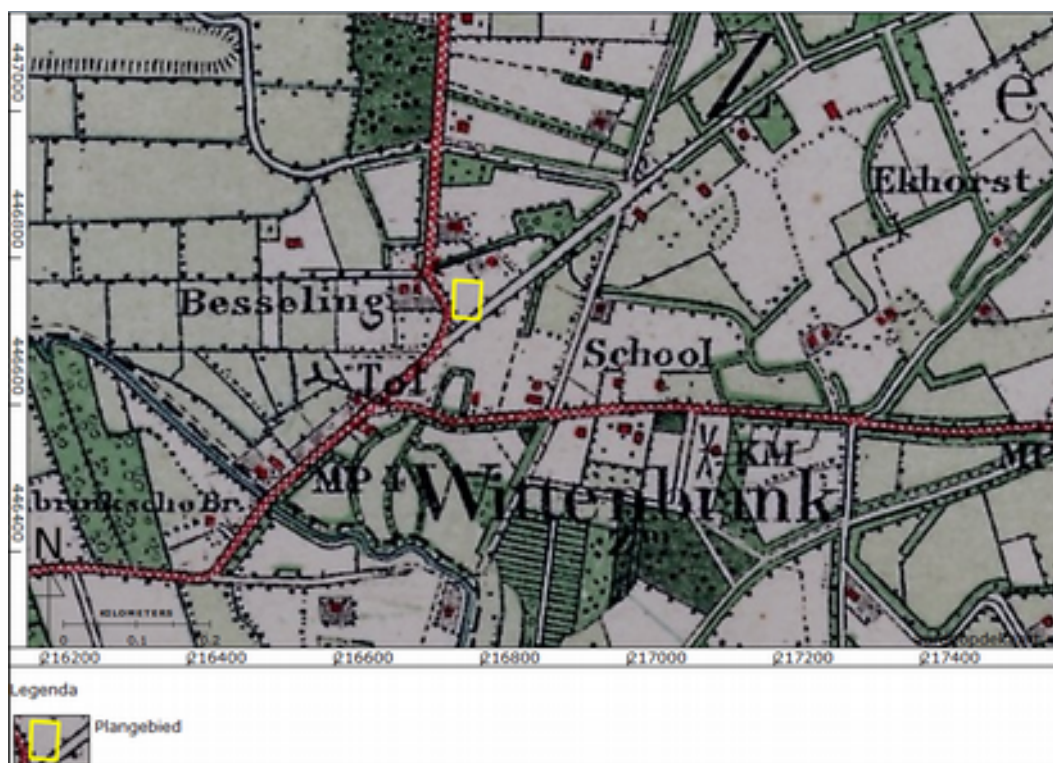 447000
Z
e
446800
Ekhorst
Besseling
446600
School
Tol
MP
KM
MP
Wittenbrink
446400
N
KILOMETERS
0 0.1 0.2
216200 216400 216600 216800 217000 217200 217400
Legenda
Plangebied